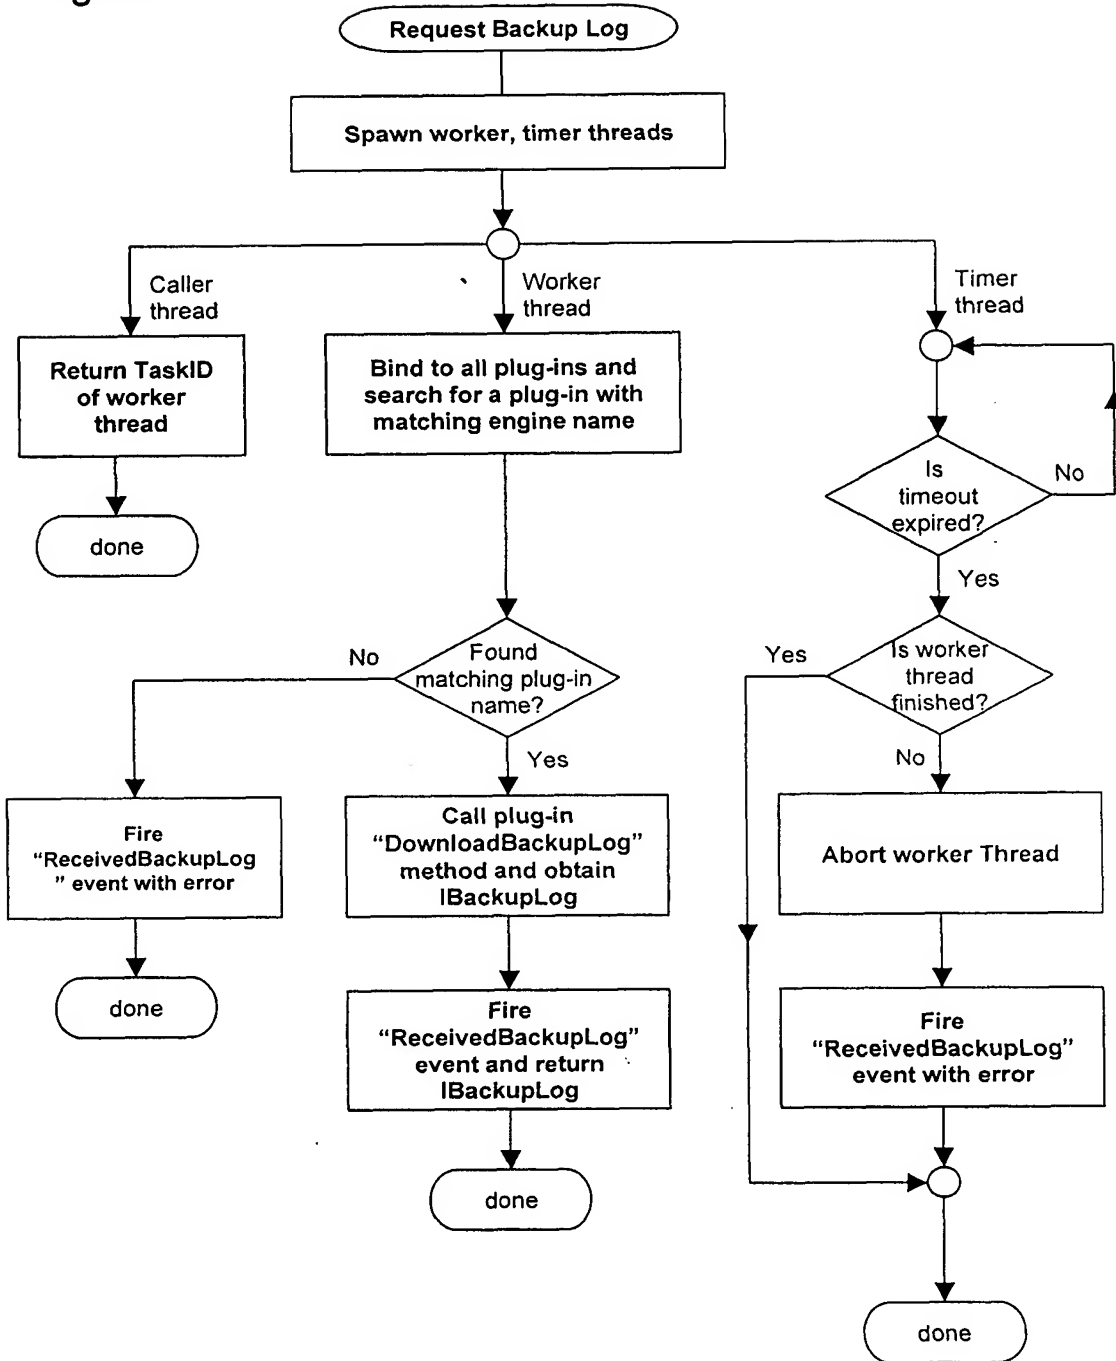 Request Backup Log
Spawn worker, timer threads
Caller
thread
Worker
thread
Timer
thread
Return TaskID
of worker
thread
Bind to all plug-ins and
search for a plug-in with
matching engine name
Is
timeout
expired?
No
done
Yes
Found
matching plug-in
name?
No
Yes
Is worker
thread
finished?
Yes
No
Fire
“ReceivedBackupLog
” event with error
Call plug-in
“DownloadBackupLog”
method and obtain
IBackupLog
Abort worker Thread
done
Fire
“ReceivedBackupLog”
event and return
IBackupLog
Fire
“ReceivedBackupLog”
event with error
done
done